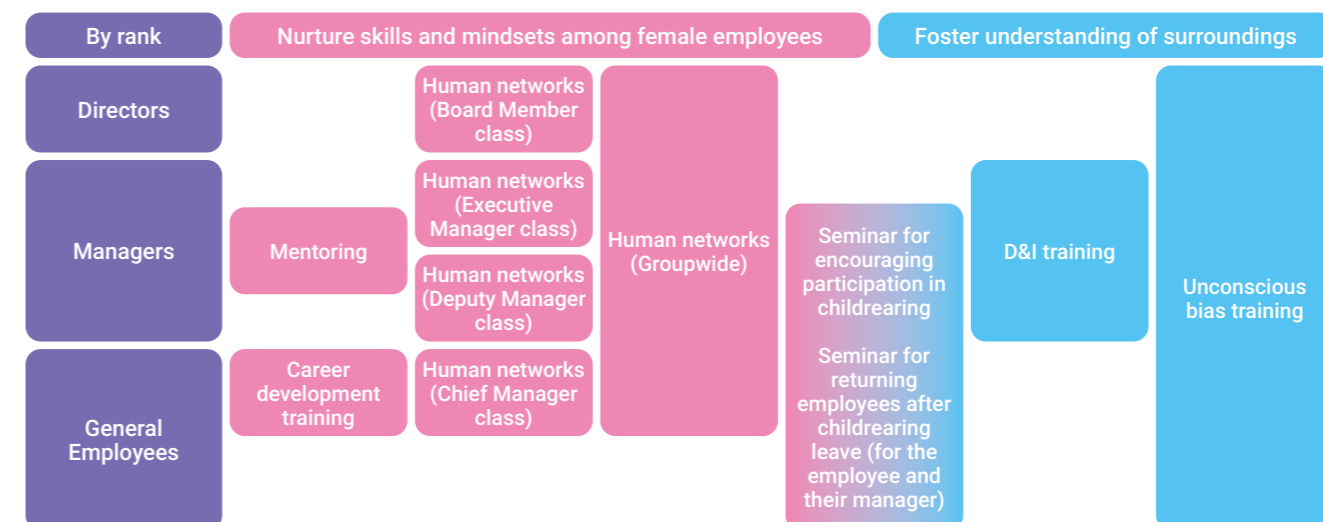 By rank
Nurture skills and mindsets among female employees
Foster understanding of surroundings
Directors
Managers
General
Employees
Mentoring
Career
development
training
Human networks
(Board Member
class)
Human networks
(Executive
Manager class)
Human networks
(Deputy Manager
class)
Human networks
(Chief Manager
class)
Human networks
(Groupwide)
Seminar for
encouraging
participation in
childrearing
Seminar for
returning
employees after
childrearing
leave (for the
employee and
their manager)
D&I training
Unconscious
bias training